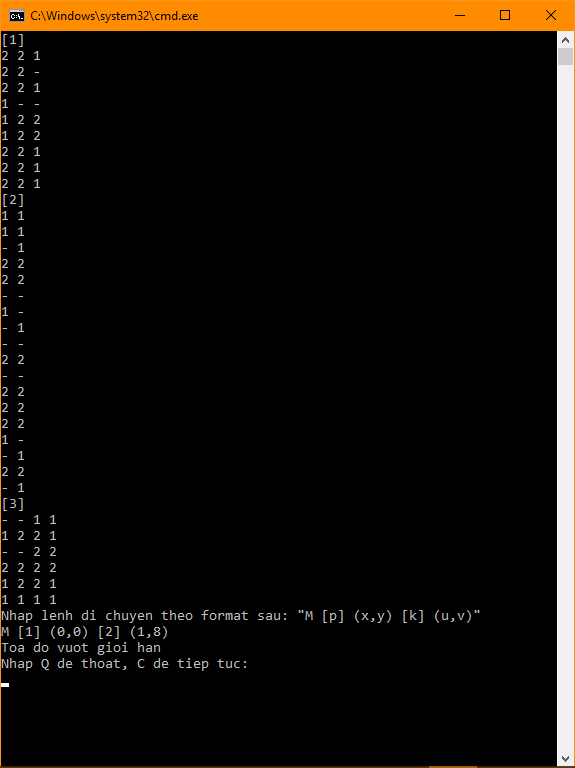 C:\Windows\system32\cmd.exe
[1]
2 2 1
2 2 -
2 2 1
1 - -
1 2 2
1 2 2
2 2 1
2 2 1
2 2 1
[2]
1 1
1 1
- 1
2 2
2 2
- -
1 -
- 1
- -
2 2
- -
2 2
2 2
2 2
1 -
- 1
2 2
- 1
[3]
- - 1 1
1 2 2 1
- - 2 2
2 2 2 2
1 2 2 1
1 1 1 1
Nhap lenh di chuyen theo format sau: "M [p] (x,y) [k] (u,v)"
M [1] (0,0) [2] (1,8)
Toa do vuot gioi han
Nhap Q de thoat, C de tiep tuc: